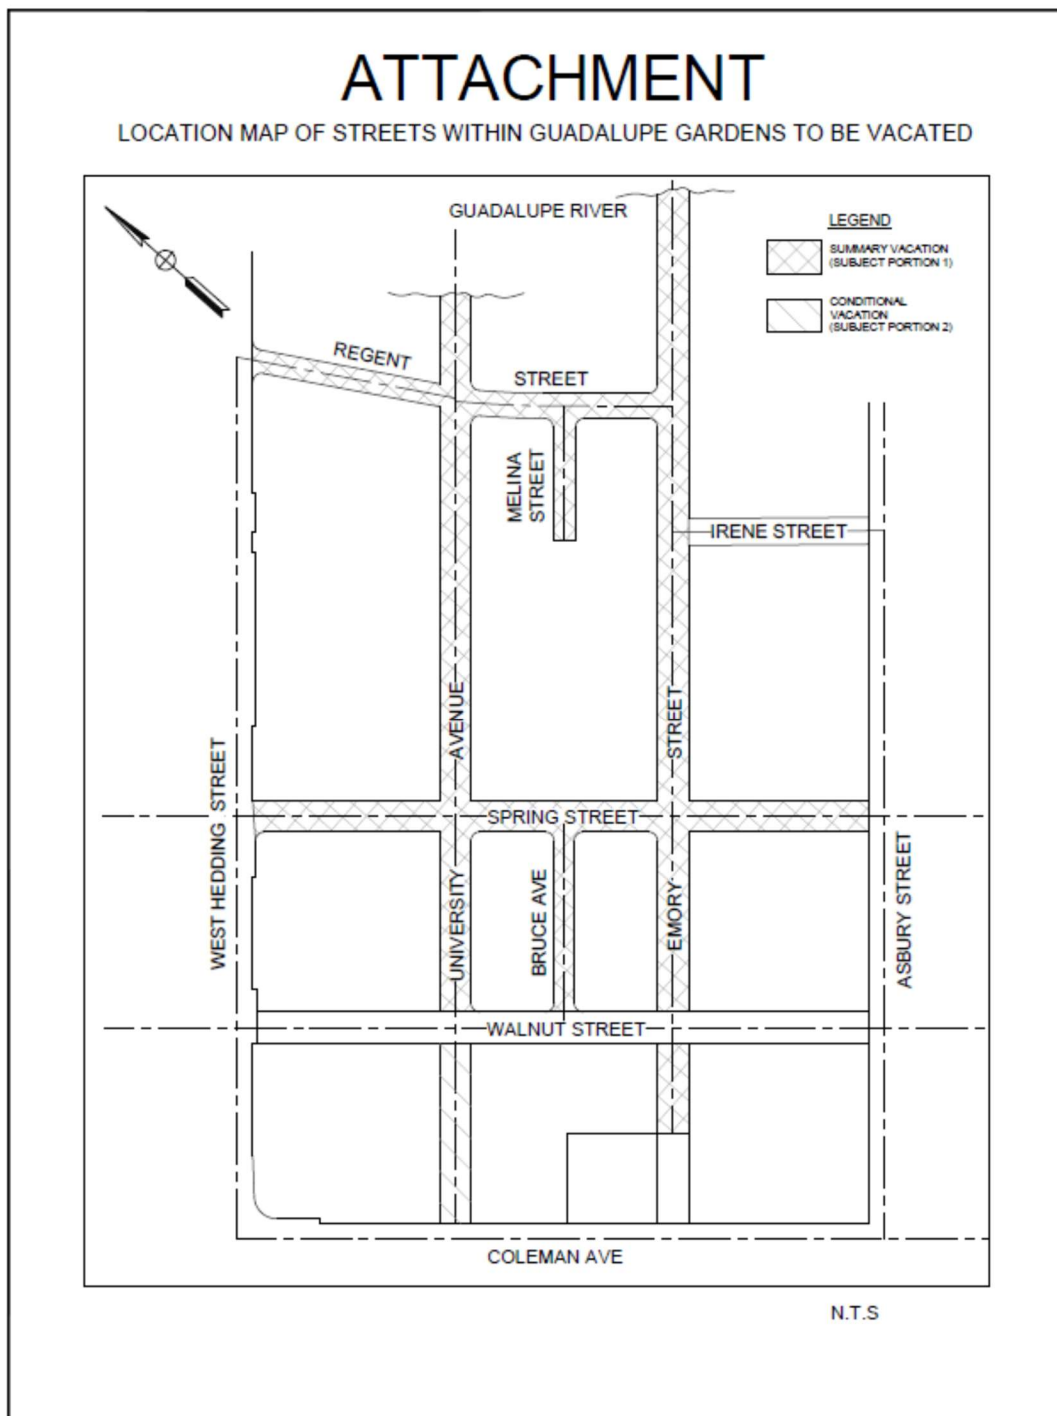 ATTACHMENT
LOCATION MAP OF STREETS WITHIN GUADALUPE GARDENS TO BE VACATED
GUADALUPE RIVER
LEGEND
SUMMARY VACATION
(SUBJECT PORTION 1)
CONDITIONAL
VACATION
(SUBJECT PORTION 2)
REGENT
STREET
MELINA
STREET
IRENE STREET
AVENUE
STREET
WEST HEDDING STREET
SPRING STREET
UNIVERSITY
BRUCE AVE
EMORY
ASBURY STREET
WALNUT STREET
COLEMAN AVE
N.T.S